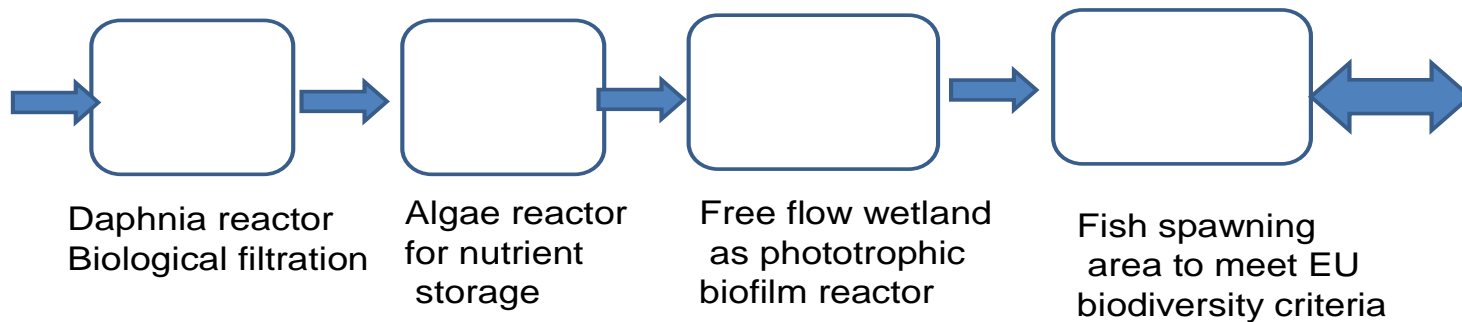 Daphnia reactor
Biological filtration
Algae reactor
for nutrient
storage
Free flow wetland
as phototrophic
biofilm reactor
Fish spawning
area to meet EU
biodiversity criteria